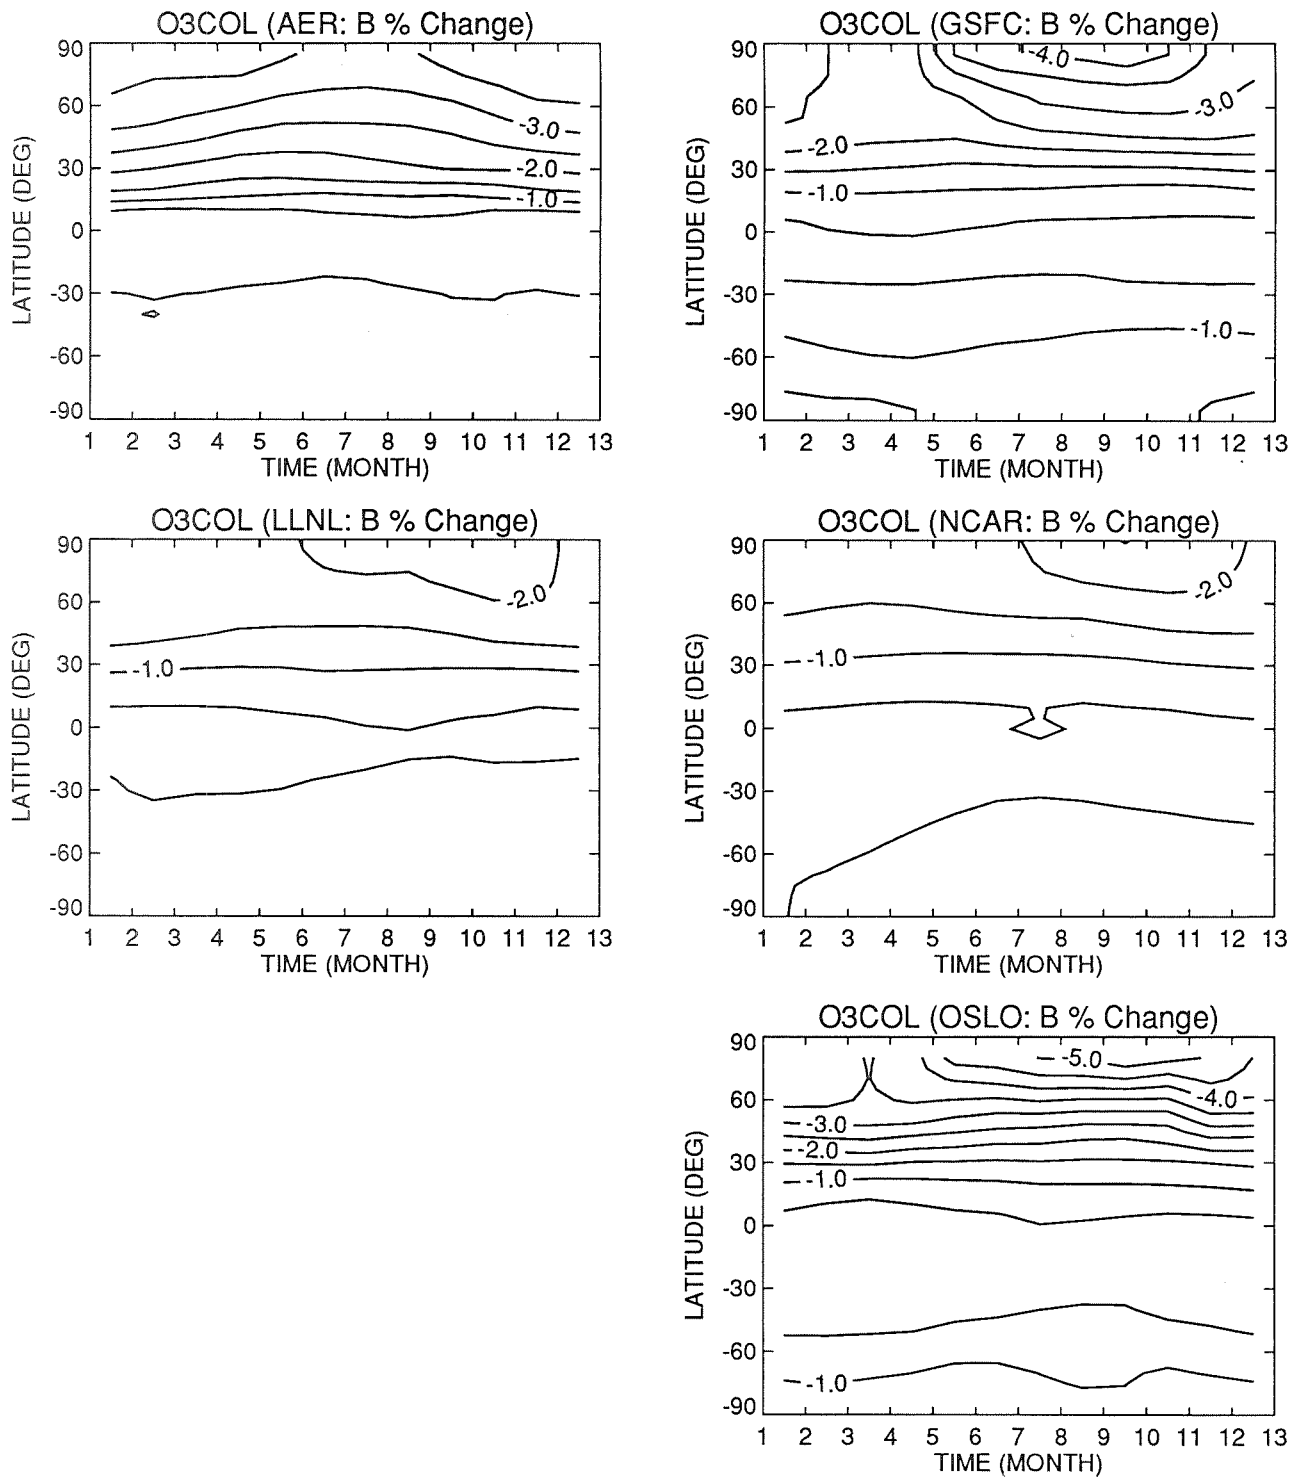 O3COL (AER: B % Change)
90
60
30
0
-30
-60
-90
LATITUDE (DEG)
-3.0
-2.0
-1.0
1 2 3 4 5 6 7 8 9 10 11 12 13
TIME (MONTH)
O3COL (GSFC: B % Change)
90
60
30
0
-30
-60
-90
LATITUDE (DEG)
-4.0
-3.0
-2.0
-1.0
-1.0
1 2 3 4 5 6 7 8 9 10 11 12 13
TIME (MONTH)
O3COL (LLNL: B % Change)
90
60
30
0
-30
-60
-90
LATITUDE (DEG)
-2.0
-1.0
1 2 3 4 5 6 7 8 9 10 11 12 13
TIME (MONTH)
O3COL (NCAR: B % Change)
90
60
30
0
-30
-60
-90
LATITUDE (DEG)
-2.0
-1.0
1 2 3 4 5 6 7 8 9 10 11 12 13
TIME (MONTH)
O3COL (OSLO: B % Change)
90
60
30
0
-30
-60
-90
LATITUDE (DEG)
-5.0
-4.0
-3.0
-2.0
-1.0
-1.0
1 2 3 4 5 6 7 8 9 10 11 12 13
TIME (MONTH)